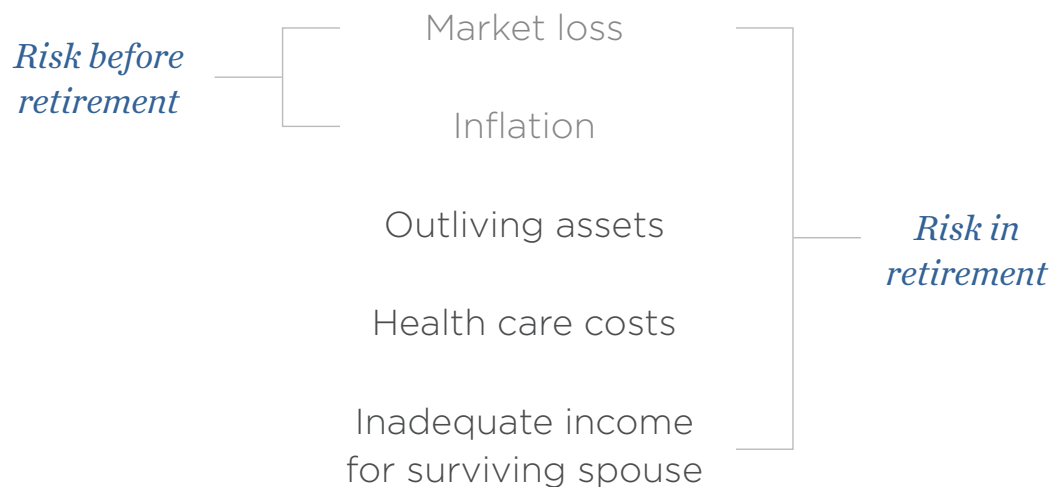 Risk before
retirement
Market loss
Inflation
Outliving assets
Health care costs
Inadequate income
for surviving spouse
Risk in
retirement